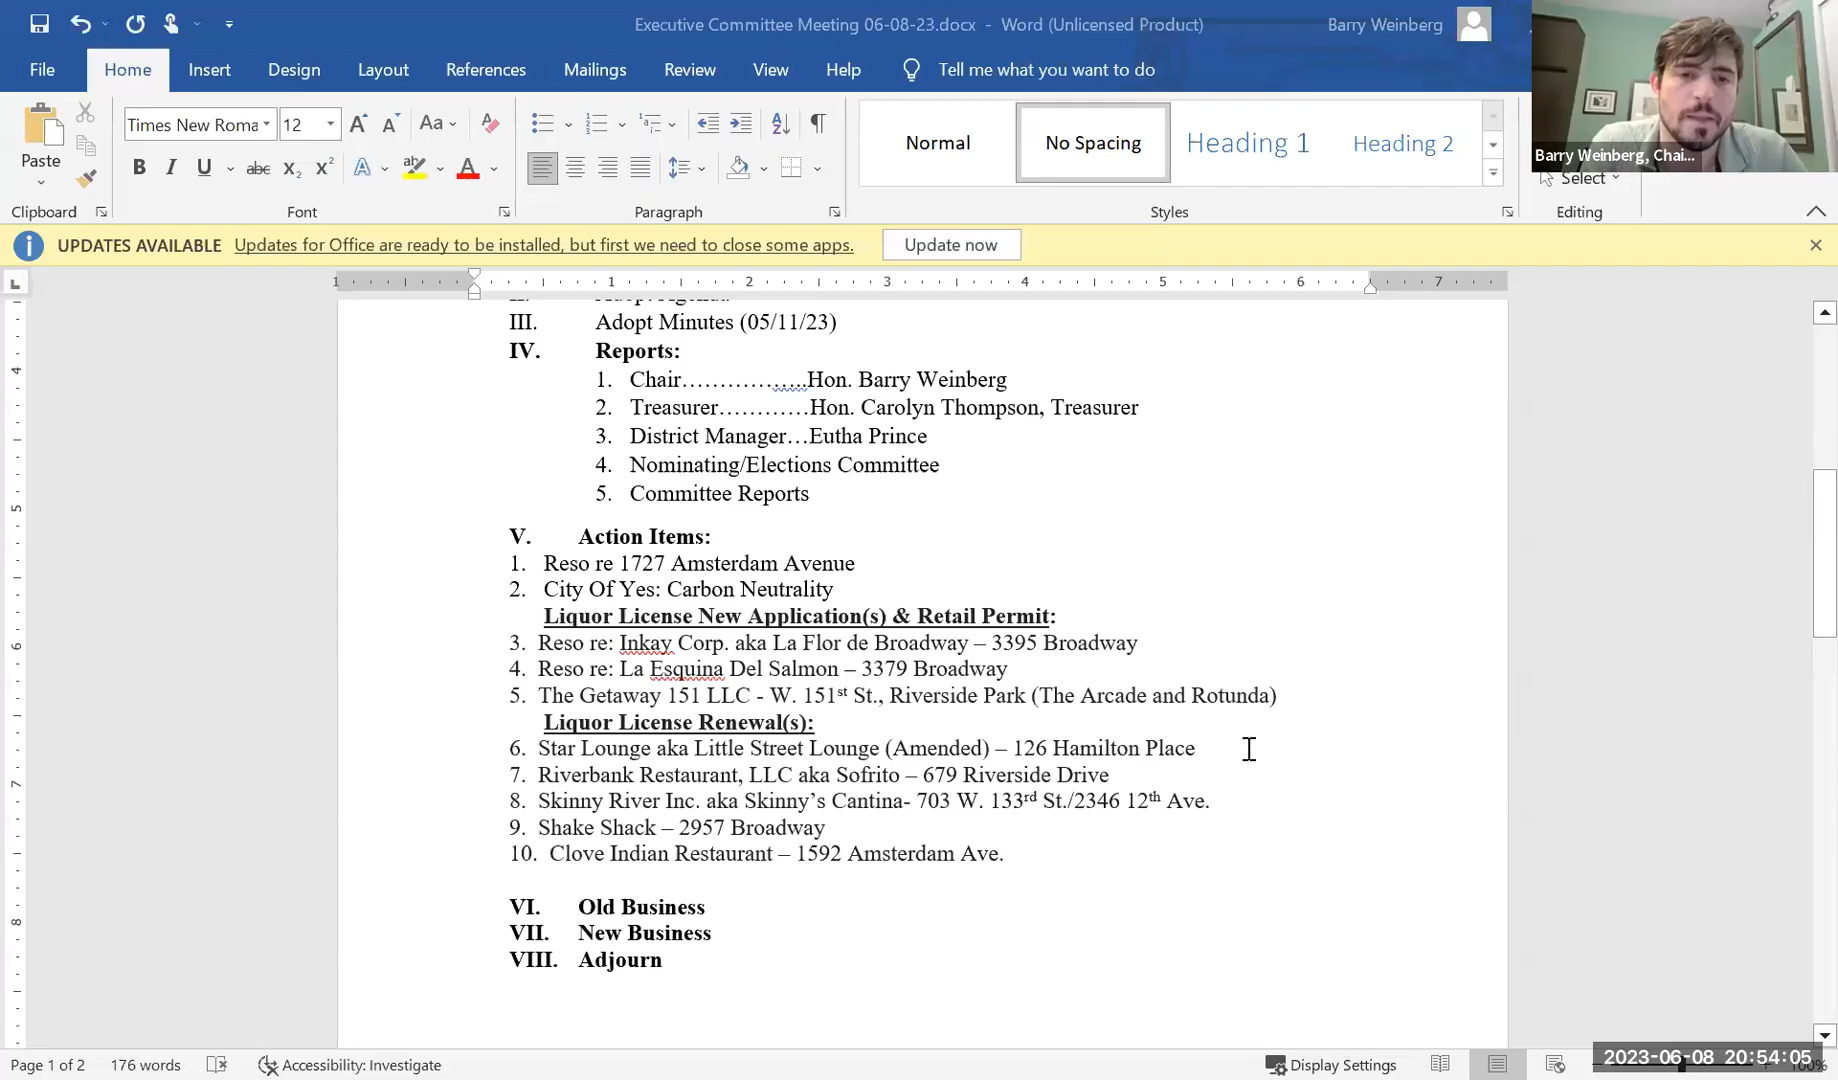 Executive Committee Meeting 06-08-23.docx - Word (Unlicensed Product)
Barry Weinberg
File Home Insert Design Layout References Mailings Review View Help Tell me what you want to do
Barry Weinberg, Chai...
Times New Roma 12
Paste
Normal
No Spacing
Heading 1
Heading 2
Select
Clipboard Font Paragraph Styles Editing
UPDATES AVAILABLE Updates for Office are ready to be installed, but first we need to close some apps. Update now
1 1 2 3 4 5 6 7
III. Adopt Minutes (05/11/23)
IV. Reports:
1. Chair……………..Hon. Barry Weinberg
2. Treasurer…………Hon. Carolyn Thompson, Treasurer
3. District Manager…Eutha Prince
4. Nominating/Elections Committee
5. Committee Reports
V. Action Items:
1. Reso re 1727 Amsterdam Avenue
2. City Of Yes: Carbon Neutrality
Liquor License New Application(s) & Retail Permit:
3. Reso re: Inkay Corp. aka La Flor de Broadway – 3395 Broadway
4. Reso re: La Esquina Del Salmon – 3379 Broadway
5. The Getaway 151 LLC - W. 151st St., Riverside Park (The Arcade and Rotunda)
Liquor License Renewal(s):
6. Star Lounge aka Little Street Lounge (Amended) – 126 Hamilton Place
7. Riverbank Restaurant, LLC aka Sofrito – 679 Riverside Drive
8. Skinny River Inc. aka Skinny's Cantina- 703 W. 133rd St./2346 12th Ave.
9. Shake Shack – 2957 Broadway
10. Clove Indian Restaurant – 1592 Amsterdam Ave.
VI. Old Business
VII. New Business
VIII. Adjourn
Page 1 of 2 176 words Accessibility: Investigate Display Settings 100%
2023-06-08 20:54:05